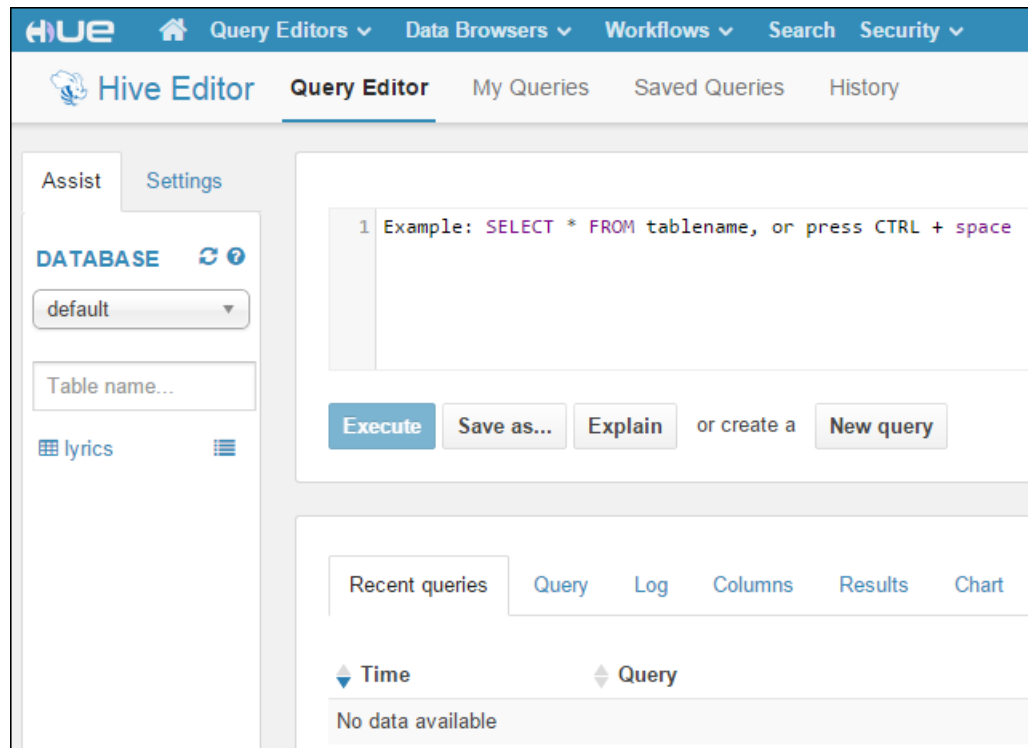 HUE Query Editors Data Browsers Workflows Search Security
Hive Editor Query Editor My Queries Saved Queries History
Assist Settings
1 Example: SELECT * FROM tablename, or press CTRL + space
DATABASE
default
Table name...
Execute Save as... Explain or create a New query
lyrics
Recent queries Query Log Columns Results Chart
Time Query
No data available